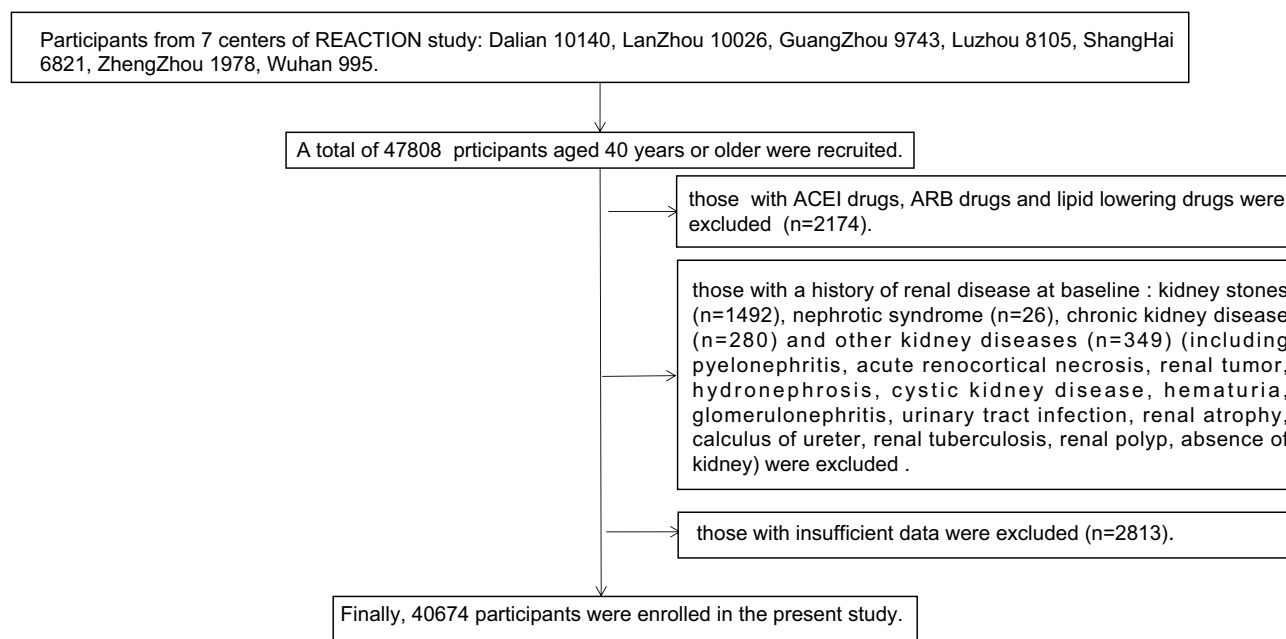 Participants from 7 centers of REACTION study: Dalian 10140, LanZhou 10026, GuangZhou 9743, Luzhou 8105, ShangHai
6821, ZhengZhou 1978, Wuhan 995.
A total of 47808 prticipants aged 40 years or older were recruited.
those with ACEI drugs, ARB drugs and lipid lowering drugs were
excluded (n=2174).
those with a history of renal disease at baseline : kidney stones
(n=1492), nephrotic syndrome (n=26), chronic kidney disease
(n=280) and other kidney diseases (n=349) (including
pyelonephritis, acute renocortical necrosis, renal tumor,
hydronephrosis, cystic kidney disease, hematuria,
glomerulonephritis, urinary tract infection, renal atrophy,
calculus of ureter, renal tuberculosis, renal polyp, absence of
kidney) were excluded .
those with insufficient data were excluded (n=2813).
Finally, 40674 participants were enrolled in the present study.